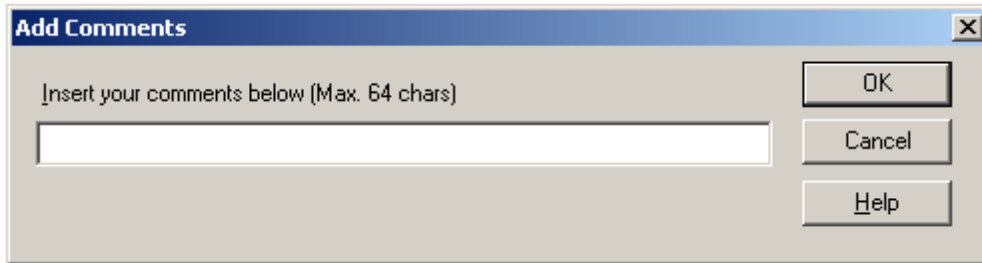 Add Comments
Insert your comments below (Max. 64 chars)
OK
Cancel
Help